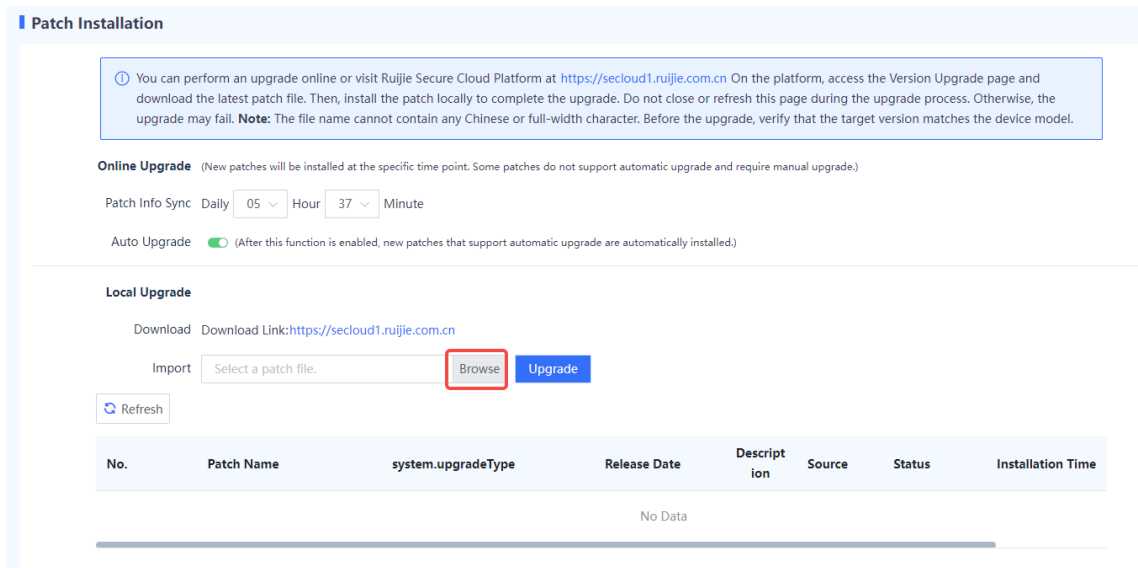 Patch Installation
You can perform an upgrade online or visit Ruijie Secure Cloud Platform at https://secloud1.ruijie.com.cn On the platform, access the Version Upgrade page and
download the latest patch file. Then, install the patch locally to complete the upgrade. Do not close or refresh this page during the upgrade process. Otherwise, the
upgrade may fail. Note: The file name cannot contain any Chinese or full-width character. Before the upgrade, verify that the target version matches the device model.
Online Upgrade (New patches will be installed at the specific time point. Some patches do not support automatic upgrade and require manual upgrade.)
Patch Info Sync Daily 05 Hour 37 Minute
Auto Upgrade (After this function is enabled, new patches that support automatic upgrade are automatically installed.)
Local Upgrade
Download Download Link:https://secloud1.ruijie.com.cn
Import Select a patch file. Browse Upgrade
Refresh
No. Patch Name system.upgradeType Release Date Descript Source Status Installation Time
ion
No Data